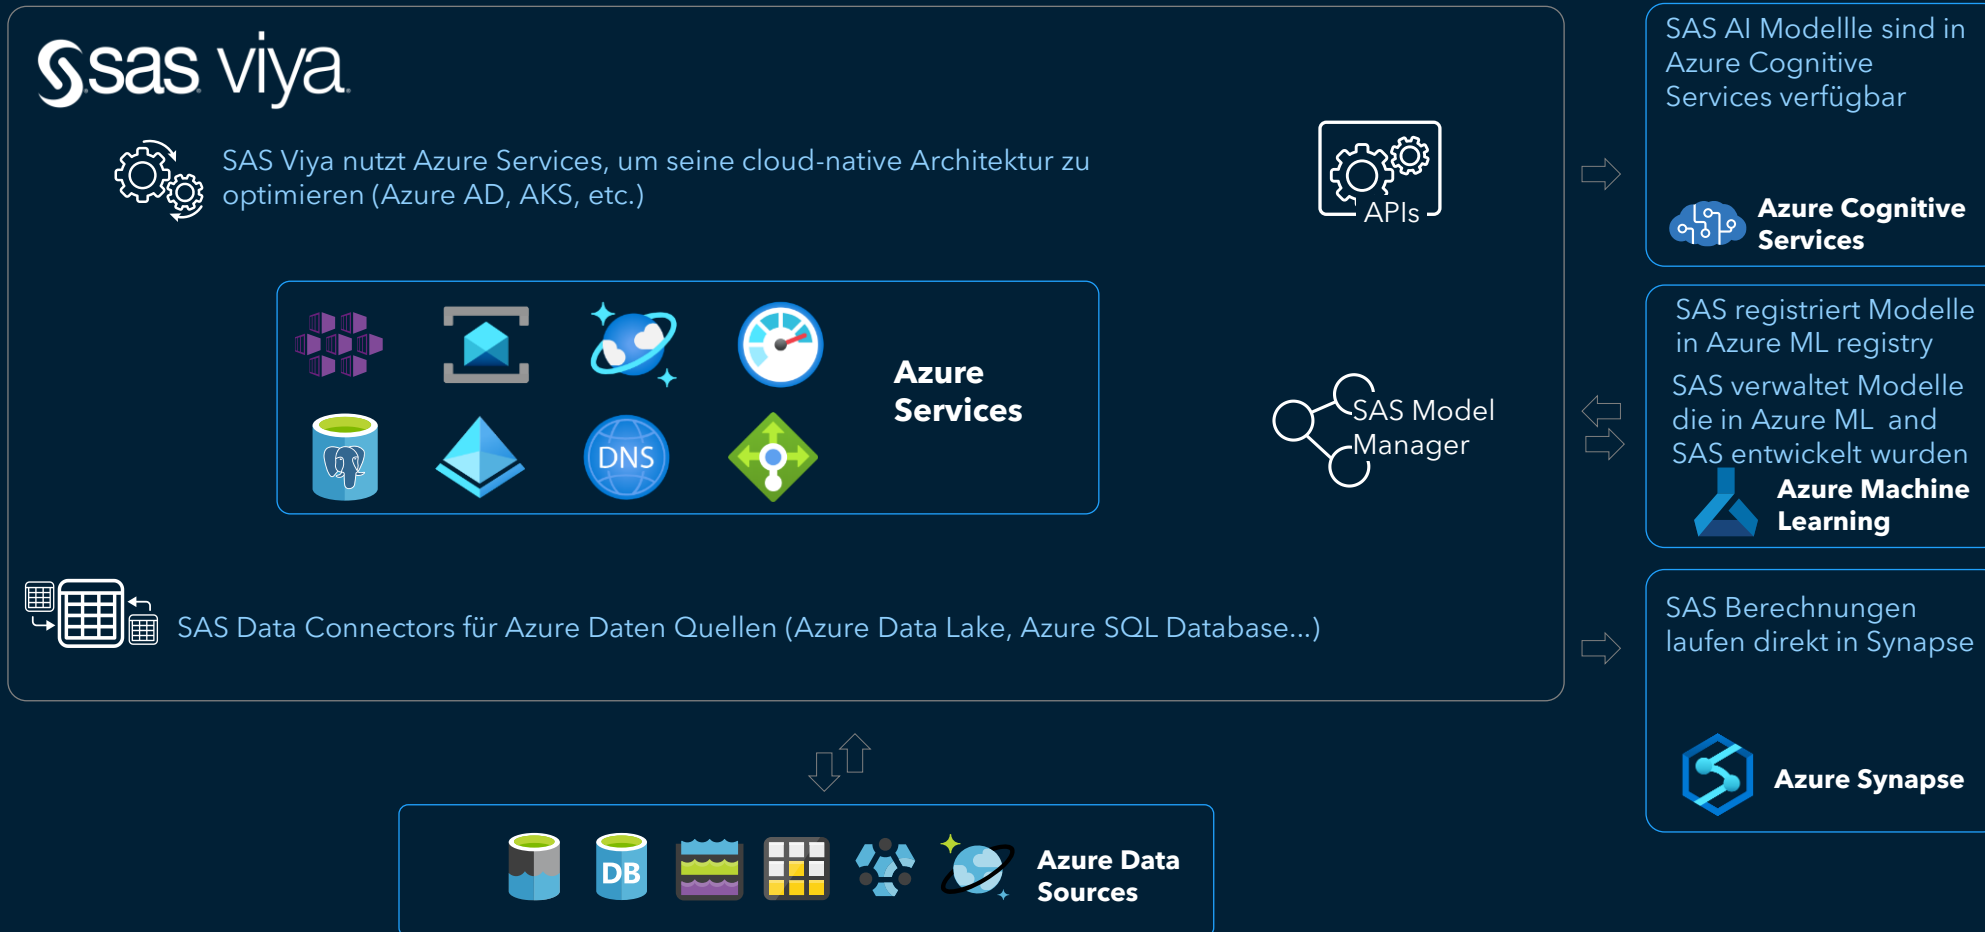 sas viya
SAS Viya nutzt Azure Services, um seine cloud-native Architektur zu
optimieren (Azure AD, AKS, etc.)
APIs
Azure
Services
DNS
SAS Model
Manager
SAS Data Connectors für Azure Daten Quellen (Azure Data Lake, Azure SQL Database...)
DB
Azure Data
Sources
SAS AI Modellle sind in
Azure Cognitive
Services verfügbar
Azure Cognitive
Services
SAS registriert Modelle
in Azure ML registry
SAS verwaltet Modelle
die in Azure ML and
SAS entwickelt wurden
Azure Machine
Learning
SAS Berechnungen
laufen direkt in Synapse
Azure Synapse